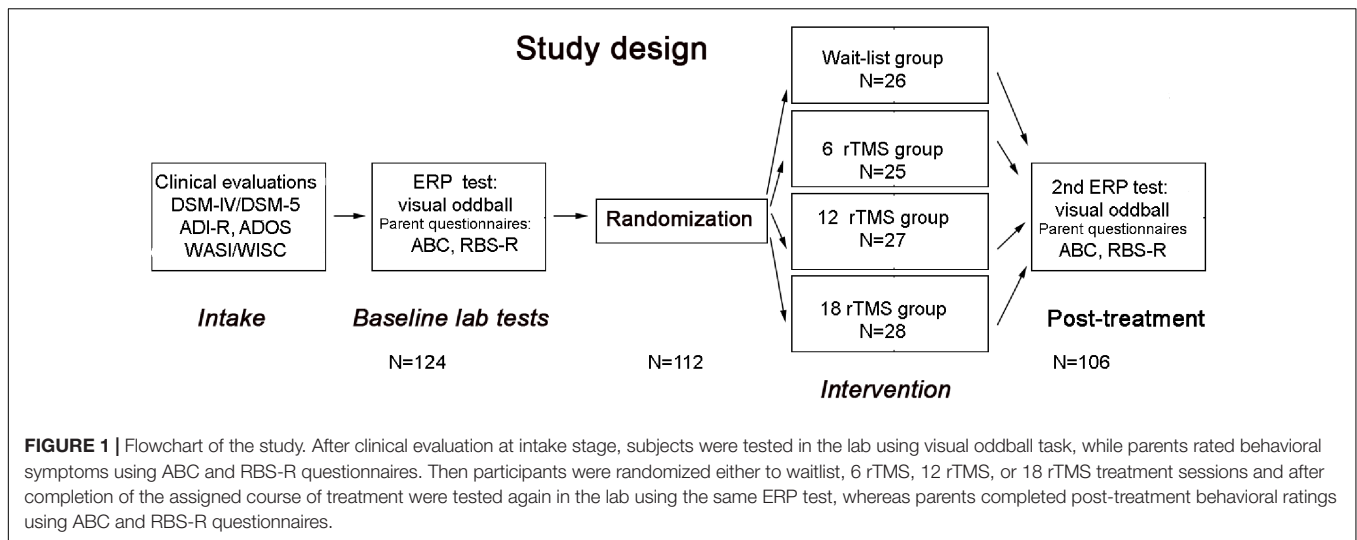 Study design
Clinical evaluations
DSM-IV/DSM-5
ADI-R, ADOS
WASI/WISC
Intake
ERP test:
visual oddball
Parent questionnaires:
ABC, RBS-R
Baseline lab tests
N=124
Randomization
N=112
Wait-list group
N=26
6 rTMS group
N=25
12 rTMS group
N=27
18 rTMS group
N=28
Intervention
2nd ERP test:
visual oddball
Parent questionnaires
ABC, RBS-R
Post-treatment
N=106
FIGURE 1 | Flowchart of the study. After clinical evaluation at intake stage, subjects were tested in the lab using visual oddball task, while parents rated behavioral
symptoms using ABC and RBS-R questionnaires. Then participants were randomized either to waitlist, 6 rTMS, 12 rTMS, or 18 rTMS treatment sessions and after
completion of the assigned course of treatment were tested again in the lab using the same ERP test, whereas parents completed post-treatment behavioral ratings
using ABC and RBS-R questionnaires.